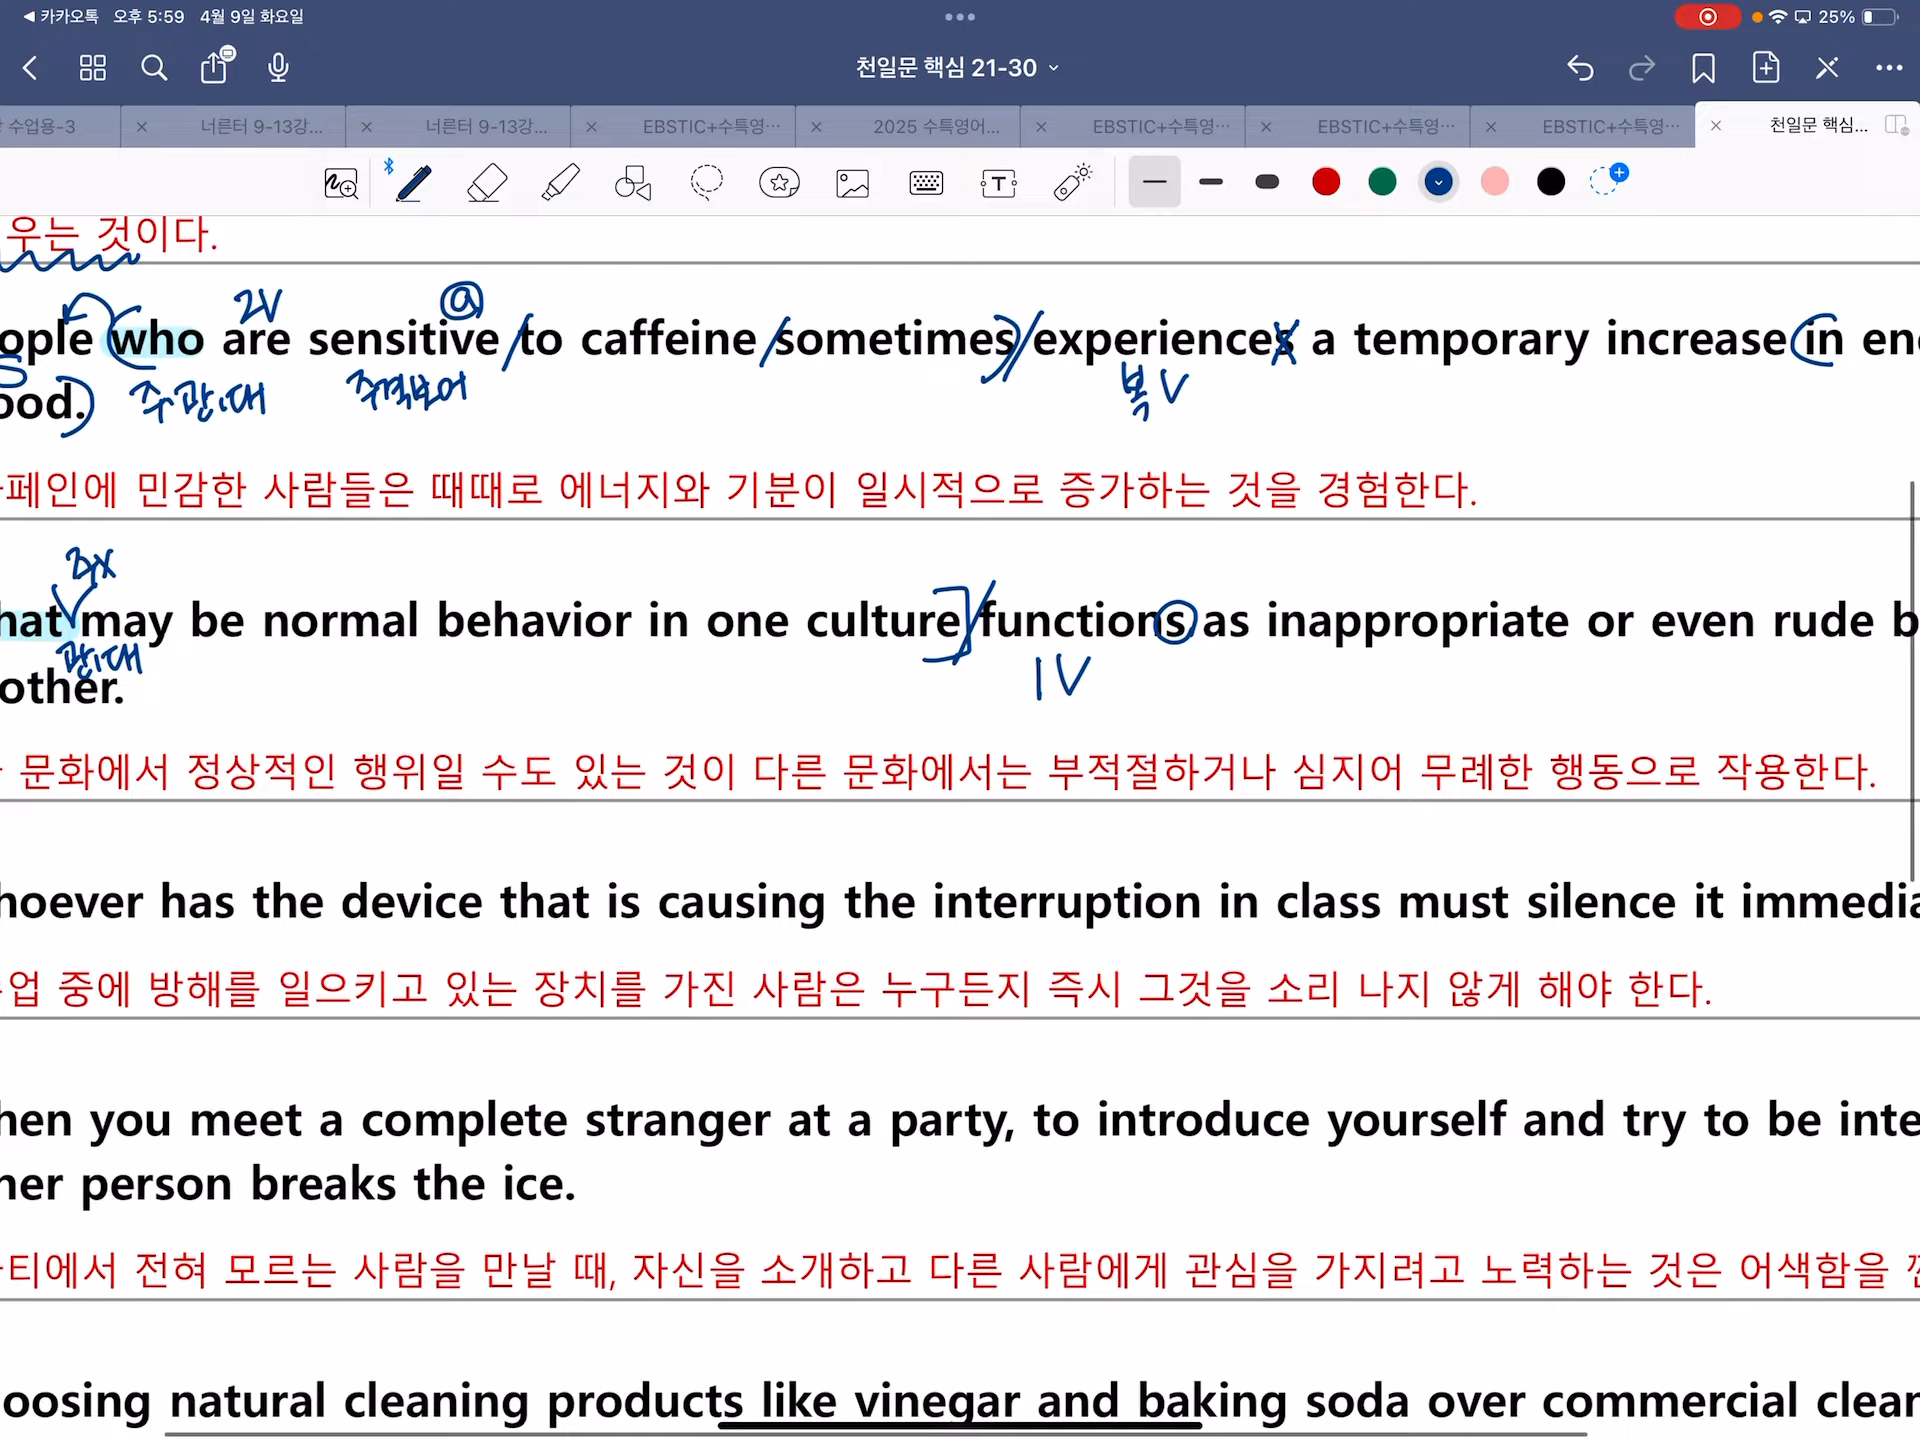 ◀ 카카오톡 오후 5:59 4월 9일 화요일 25%
천일문 핵심 21-30
수업용-3 너른터 9-13강... 너른터 9-13강... EBSTIC+수특영... 2025 수특영어... EBSTIC+수특영... EBSTIC+수특영... EBSTIC+수특영... 천일문 핵심...
우는 것이다.
2V ⓐ
ople who are sensitive / to caffeine / sometimes) / experiences a temporary increase (in en
S 주.관.대 주격보어 복V
ood.)
페인에 민감한 사람들은 때때로 에너지와 기분이 일시적으로 증가하는 것을 경험한다.
주X
hat may be normal behavior in one culture] / functions as inappropriate or even rude b
관.대 1V
other.
문화에서 정상적인 행위일 수도 있는 것이 다른 문화에서는 부적절하거나 심지어 무례한 행동으로 작용한다.
hoever has the device that is causing the interruption in class must silence it immedia
업 중에 방해를 일으키고 있는 장치를 가진 사람은 누구든지 즉시 그것을 소리 나지 않게 해야 한다.
hen you meet a complete stranger at a party, to introduce yourself and try to be inte
her person breaks the ice.
티에서 전혀 모르는 사람을 만날 때, 자신을 소개하고 다른 사람에게 관심을 가지려고 노력하는 것은 어색함을
oosing natural cleaning products like vinegar and baking soda over commercial clean